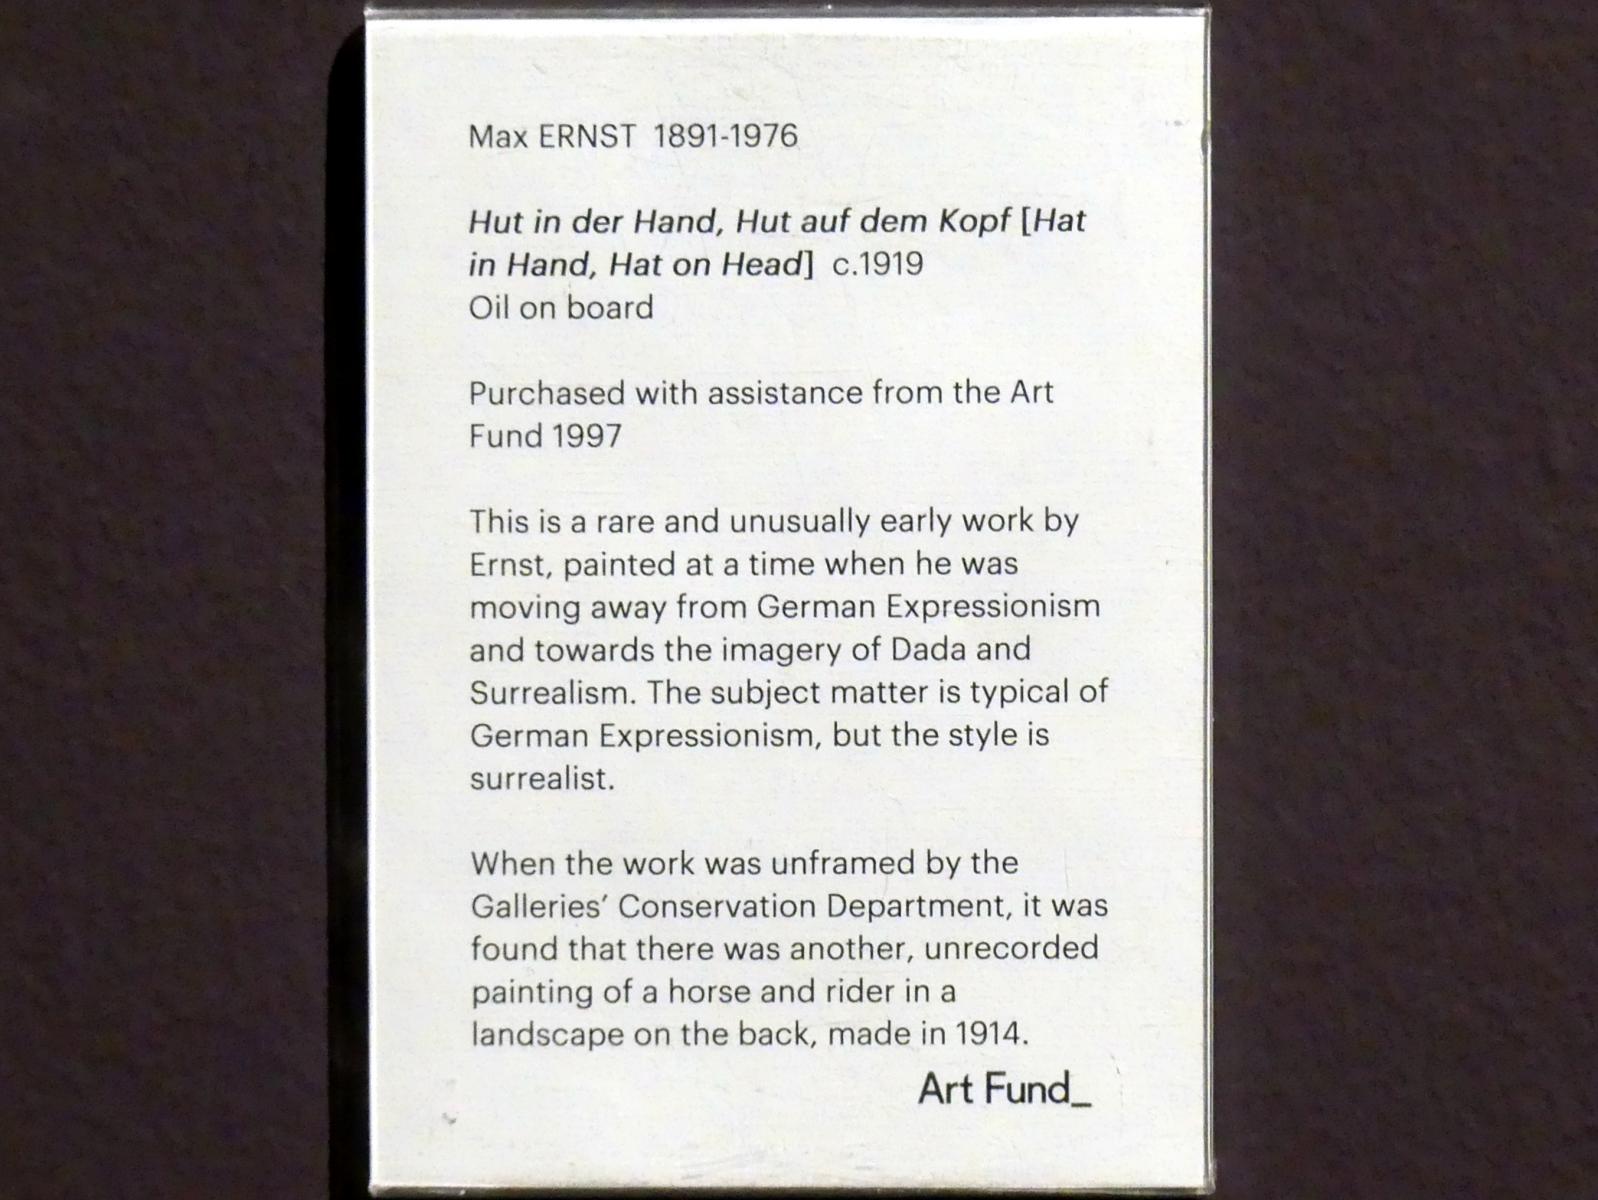 Max ERNST 1891-1976
Hut in der Hand, Hut auf dem Kopf [Hat
in Hand, Hat on Head] c.1919
Oil on board
Purchased with assistance from the Art
Fund 1997
This is a rare and unusually early work by
Ernst, painted at a time when he was
moving away from German Expressionism
and towards the imagery of Dada and
Surrealism. The subject matter is typical of
German Expressionism, but the style is
surrealist.
When the work was unframed by the
Galleries’ Conservation Department, it was
found that there was another, unrecorded
painting of a horse and rider in a
landscape on the back, made in 1914.
Art Fund_